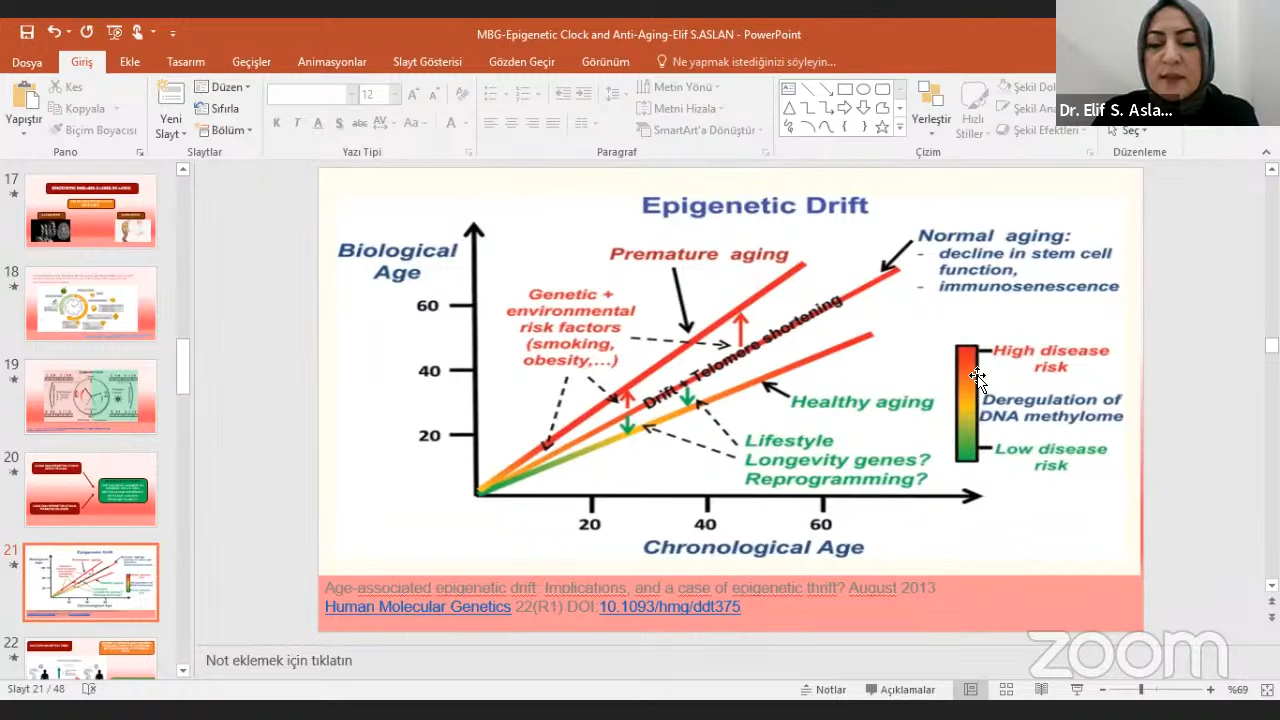 MBG-Epigenetic Clock and Anti-Aging-Elif S.ASLAN - PowerPoint
Dosya Giriş Ekle Tasarım Geçişler Animasyonlar Slayt Gösterisi Gözden Geçir Görünüm Ne yapmak istediğinizi söyleyin...
Dr. Elif S. Asla...
Yapıştır
Kes
Kopyala
Biçim Boyacısı
Pano
Yeni
Slayt
Düzen
Sıfırla
Bölüm
Slaytlar
12
Yazı Tipi
Metin Yönü
Metni Hizala
SmartArt'a Dönüştür
Paragraf
Yerleştir
Hızlı
Stiller
Şekil
Şekil
Şekil Efektleri
Çizim
Seç
Düzenleme
17
18
19
20
21
22
Epigenetic Drift
Biological
Age
60
40
20
Premature aging
Genetic +
environmental
risk factors
(smoking,
obesity,...)
Drift + Telomere shortening
Normal aging:
- decline in stem cell
function,
- immunosenescence
Healthy aging
Lifestyle
Longevity genes?
Reprogramming?
High disease
risk
Deregulation of
DNA methylome
Low disease
risk
20 40 60
Chronological Age
Age-associated epigenetic drift: Implications, and a case of epigenetic thrift? August 2013
Human Molecular Genetics 22(R1) DOI:10.1093/hmg/ddt375
Not eklemek için tıklatın
zoom
Slayt 21 / 48
Notlar
Açıklamalar
%69